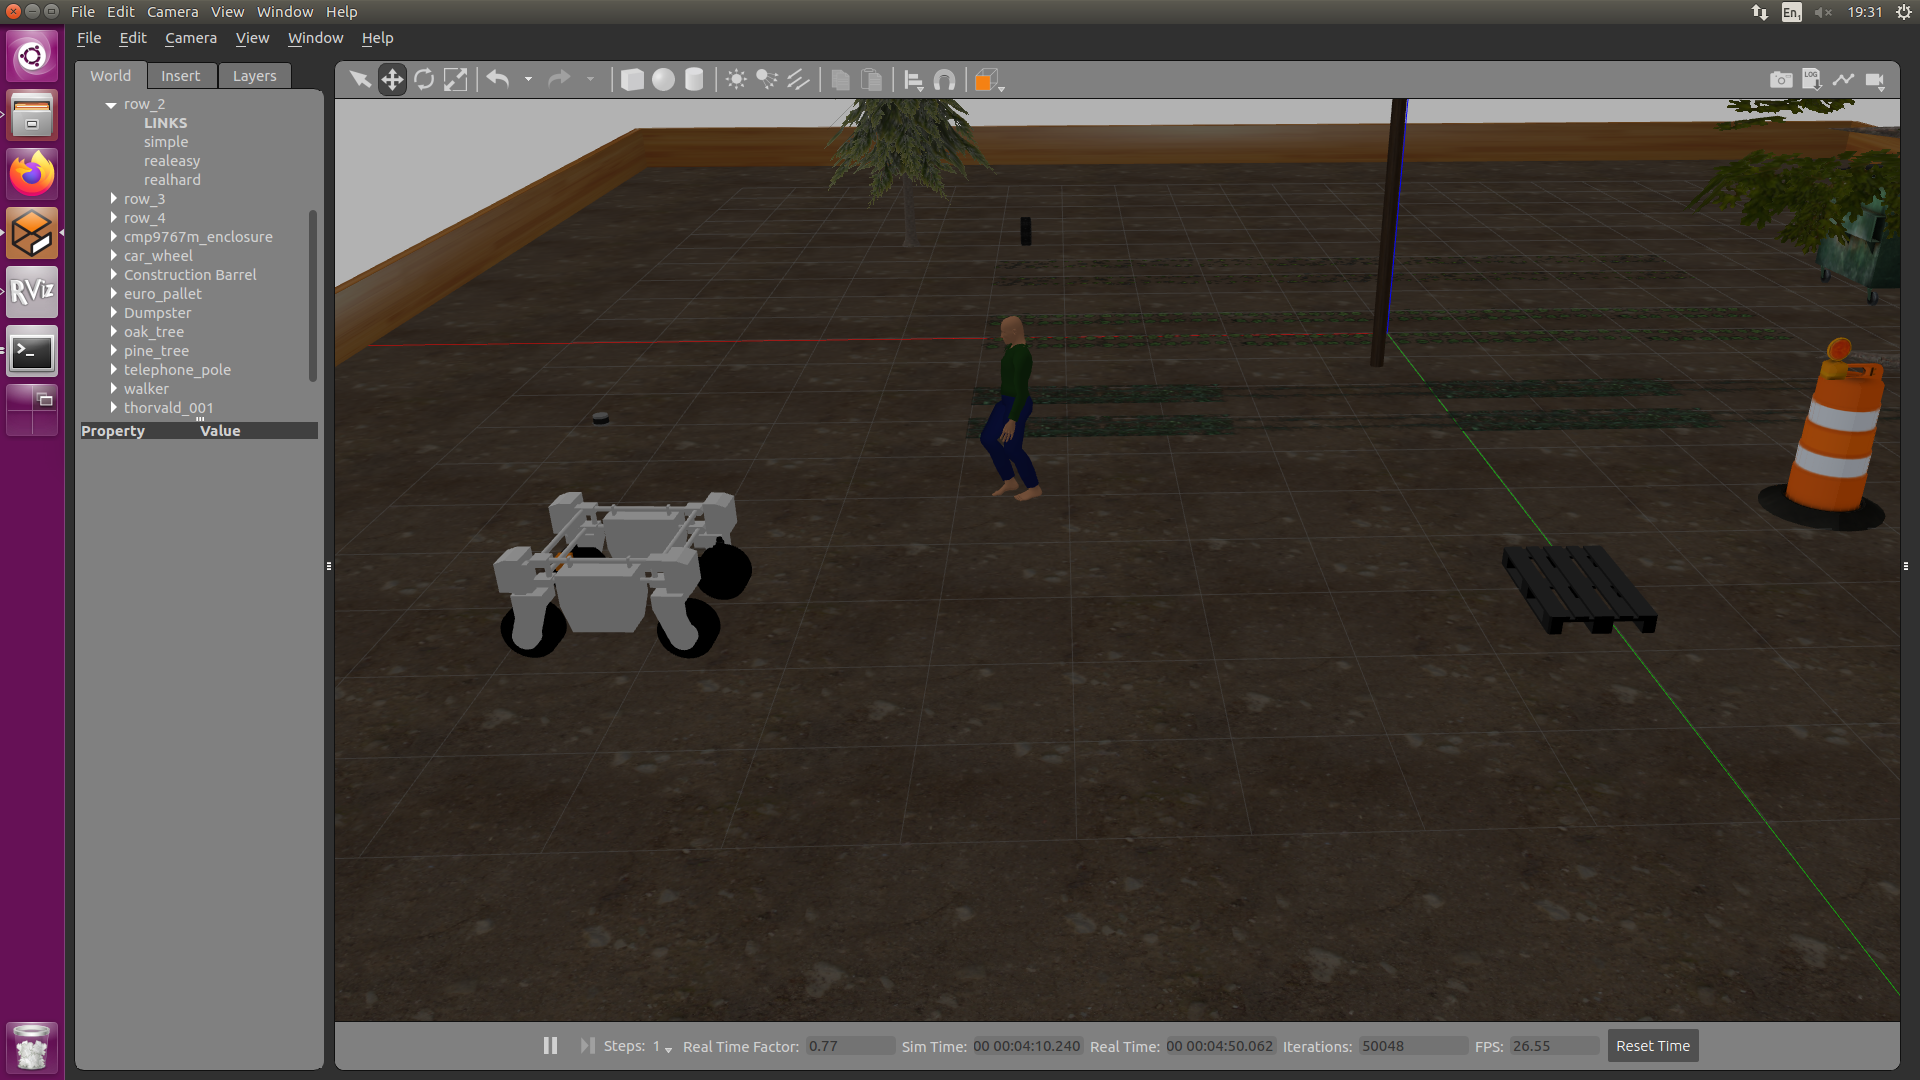 File Edit Camera View Window Help
En₁ 19:31
File Edit Camera View Window Help
World Insert Layers
LOG
row_2
LINKS
simple
realeasy
realhard
row_3
row_4
cmp9767m_enclosure
car_wheel
Construction Barrel
euro_pallet
Dumpster
oak_tree
pine_tree
telephone_pole
walker
thorvald_001
Property Value
RViz
>_
Steps: 1 Real Time Factor: 0.77 Sim Time: 00 00:04:10.240 Real Time: 00 00:04:50.062 Iterations: 50048 FPS: 26.55 Reset Time